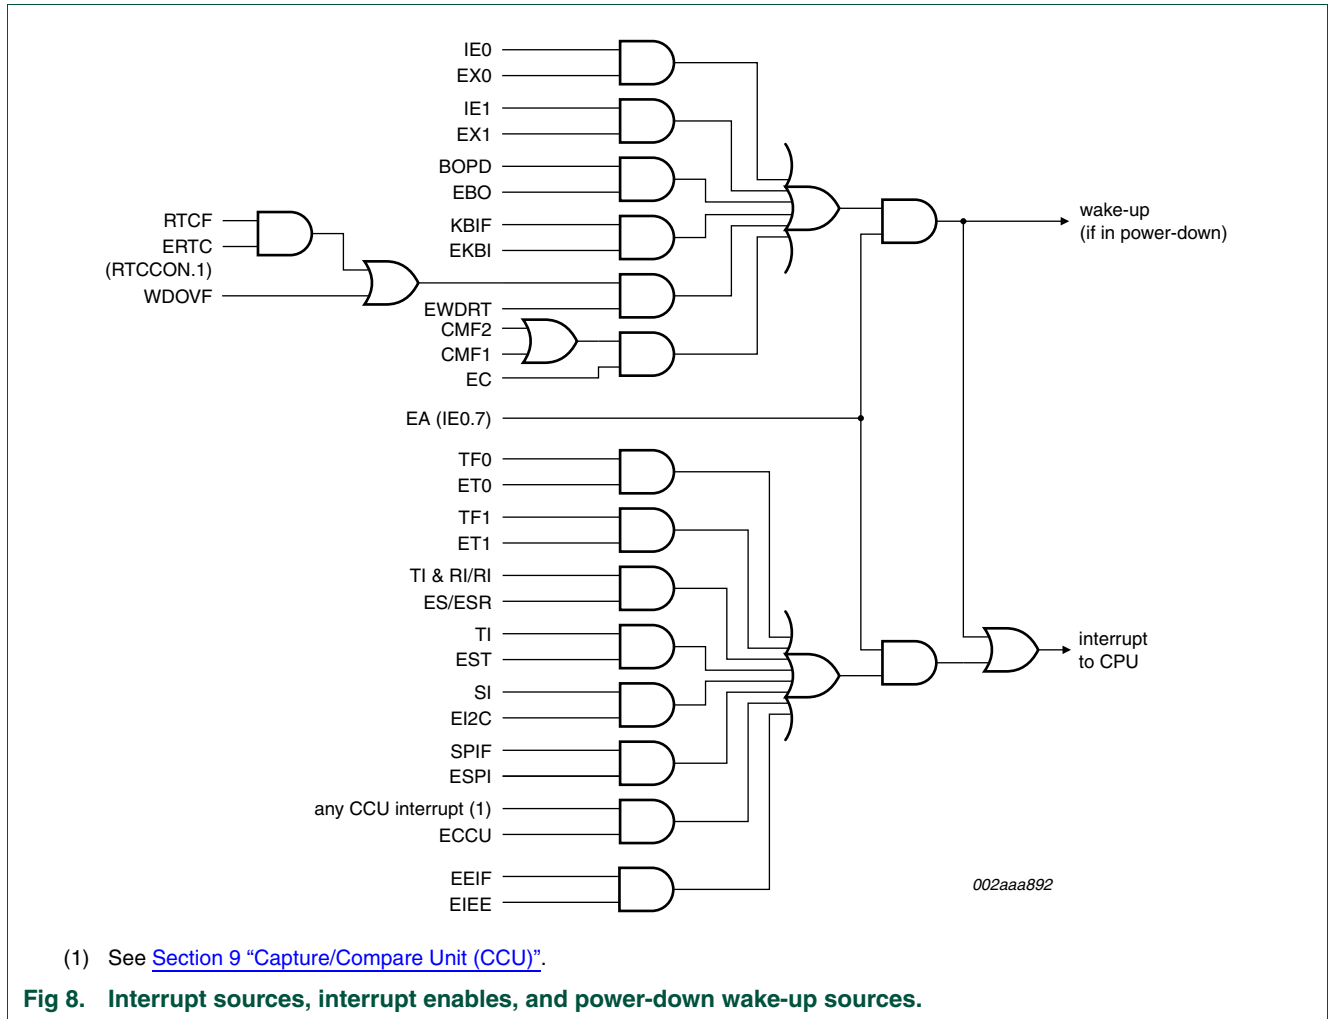 IE0
EX0
IE1
EX1
BOPD
EBO
KBIF
EKBI
RTCF
ERTC
(RTCCON.1)
WDOVF
EWDRT
CMF2
CMF1
EC
EA (IE0.7)
wake-up
(if in power-down)
TF0
ET0
TF1
ET1
TI & RI/RI
ES/ESR
TI
EST
SI
EI2C
SPIF
ESPI
any CCU interrupt (1)
ECCU
EEIF
EIEE
interrupt
to CPU
002aaa892
(1) See Section 9 “Capture/Compare Unit (CCU)”.
Fig 8. Interrupt sources, interrupt enables, and power-down wake-up sources.